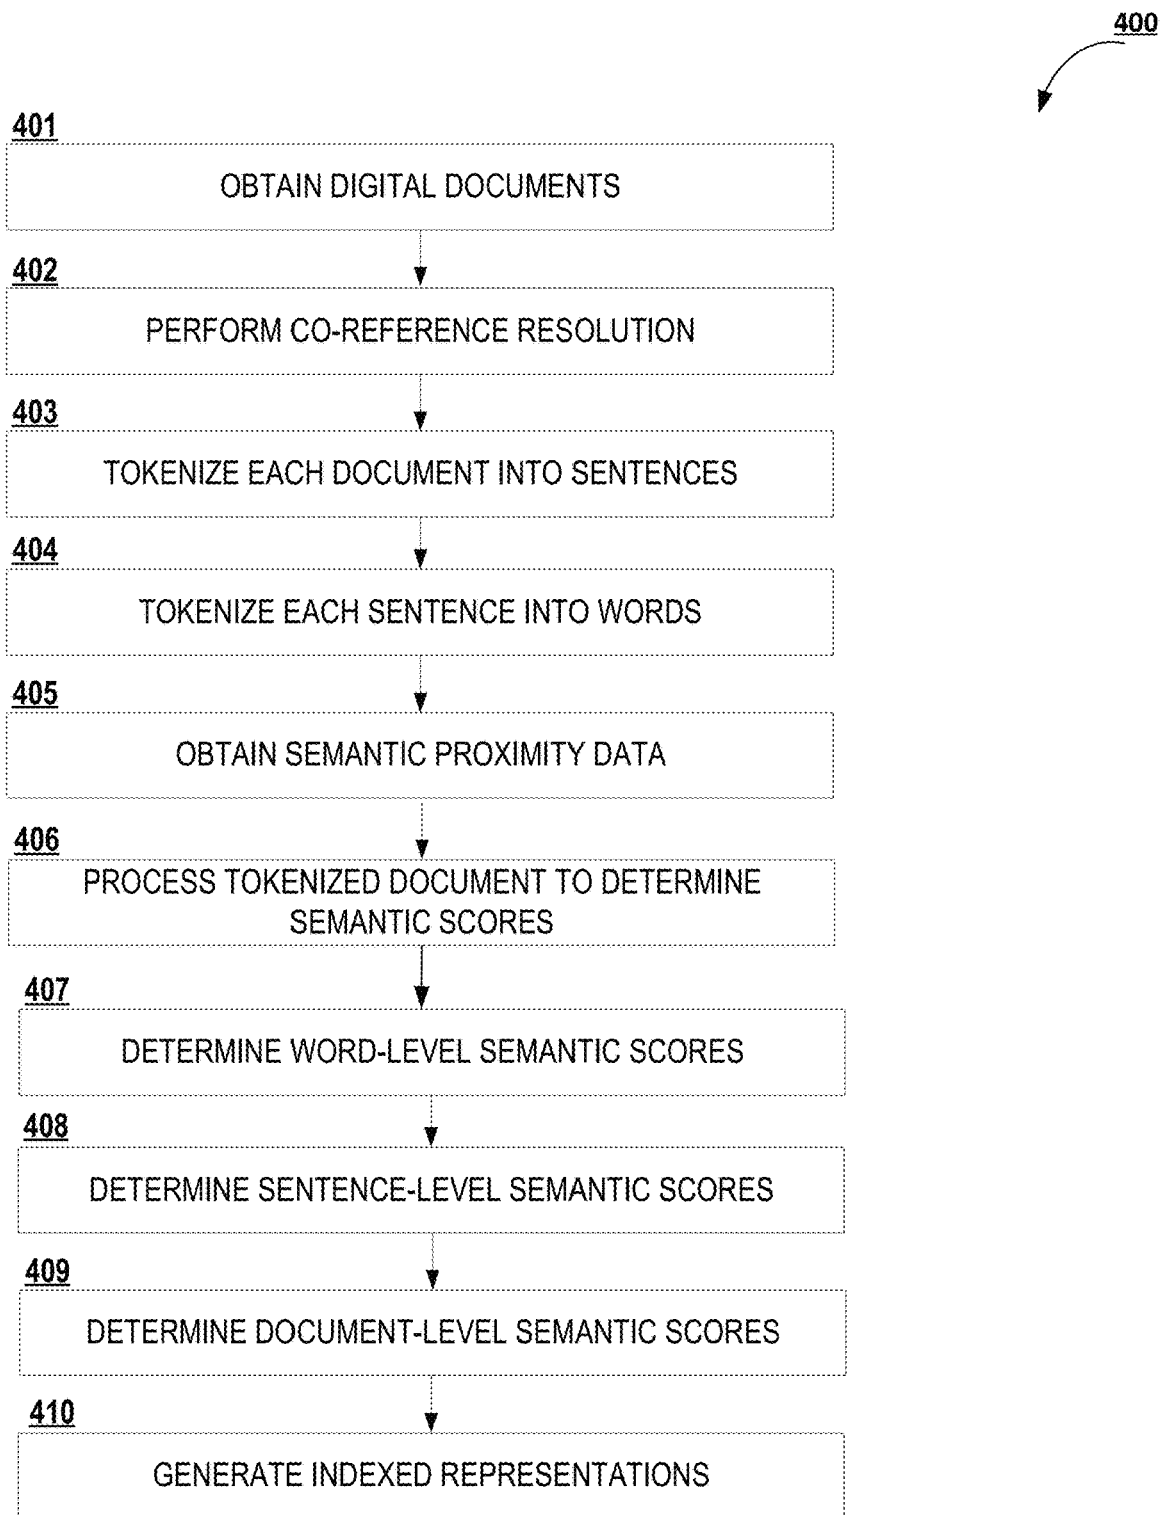 400
401
OBTAIN DIGITAL DOCUMENTS
402
PERFORM CO-REFERENCE RESOLUTION
403
TOKENIZE EACH DOCUMENT INTO SENTENCES
404
TOKENIZE EACH SENTENCE INTO WORDS
405
OBTAIN SEMANTIC PROXIMITY DATA
406
PROCESS TOKENIZED DOCUMENT TO DETERMINE
SEMANTIC SCORES
407
DETERMINE WORD-LEVEL SEMANTIC SCORES
408
DETERMINE SENTENCE-LEVEL SEMANTIC SCORES
409
DETERMINE DOCUMENT-LEVEL SEMANTIC SCORES
410
GENERATE INDEXED REPRESENTATIONS